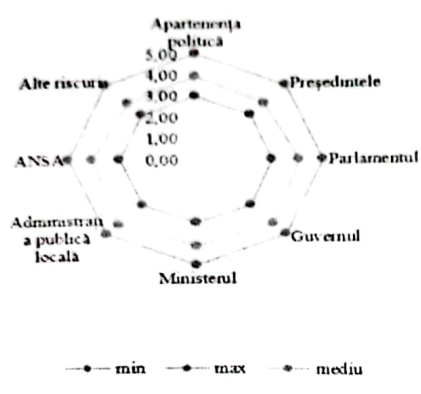 Apartenența
politică
5,00
4,00
3,00
2,00
1,00
0,00
Alte riscuri
Președintele
ANSA
Parlamentul
Administrați
a publică
locală
Guvernul
Ministerul
min
max
mediu